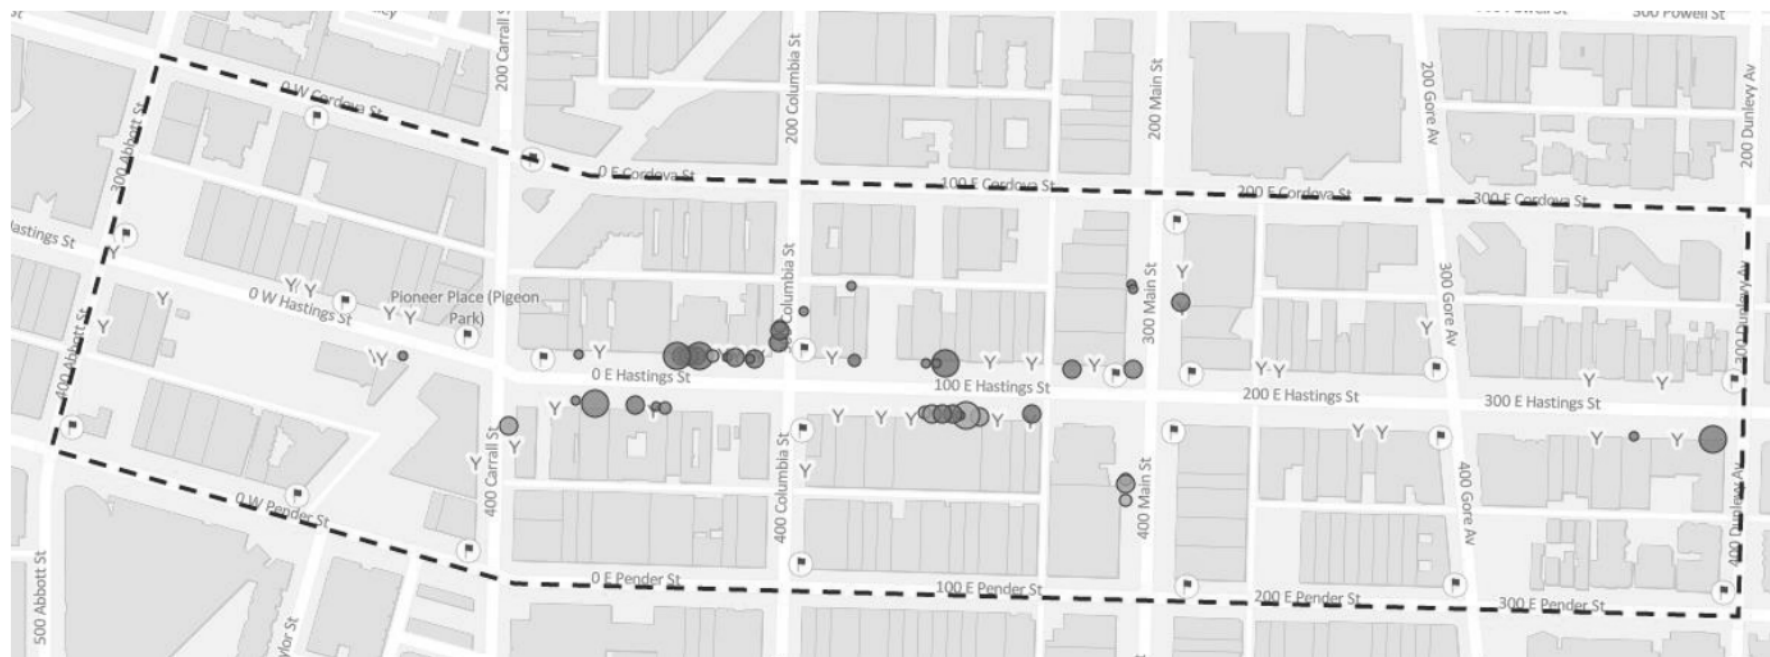 300 Powell St
200 Carrall St
200 Columbia St
200 Main St
200 Gore Av
200 Dunlevy Av
0 W Cordova St
300 Abbott St
0 E Cordova St
100 E Cordova St
200 E Cordova St
300 E Cordova St
Hastings St
0 W Hastings St
Pioneer Place (Pigeon
Park)
Columbia St
300 Main St
300 Gore Av
300 Dunlevy Av
400 Abbott St
0 E Hastings St
100 E Hastings St
200 E Hastings St
300 E Hastings St
400 Carrall St
400 Columbia St
400 Main St
400 Gore Av
400 Dunlevy Av
0 W Pender St
0 E Pender St
100 E Pender St
200 E Pender St
300 E Pender St
500 Abbott St